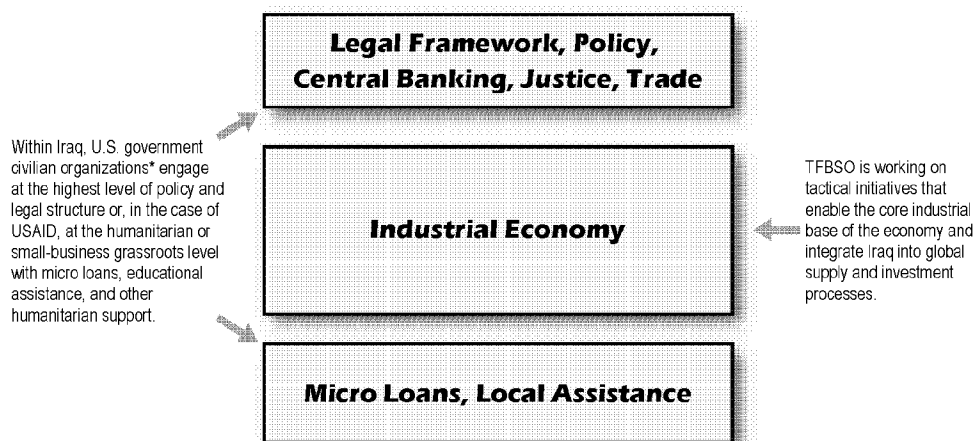 Legal Framework, Policy,
Central Banking, Justice, Trade
Within Iraq, U.S. government
civilian organizations* engage
at the highest level of policy and
legal structure or, in the case of
USAID, at the humanitarian or
small-business grassroots level
with micro loans, educational
assistance, and other
humanitarian support.
Industrial Economy
TFBSO is working on
tactical initiatives that
enable the core industrial
base of the economy and
integrate Iraq into global
supply and investment
processes.
Micro Loans, Local Assistance